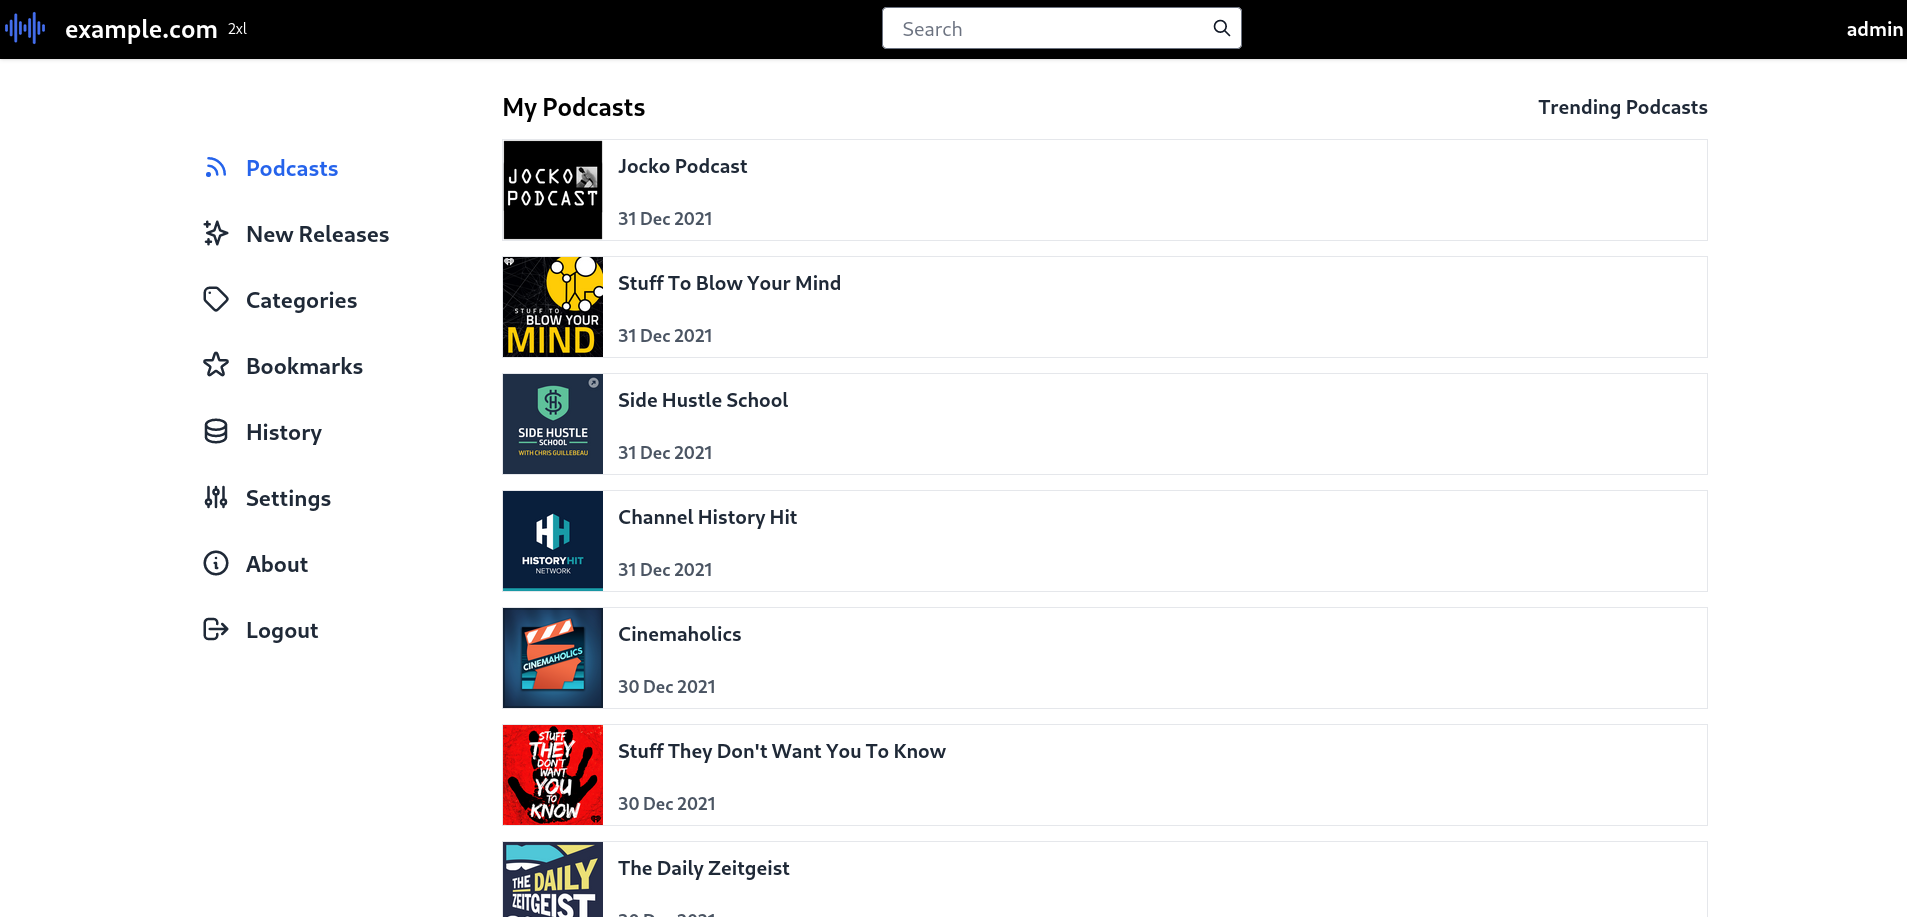 example.com 2xl
Search
admin
My Podcasts
Trending Podcasts
Podcasts
New Releases
Categories
Bookmarks
History
Settings
About
Logout
JOCKO
PODCAST
Jocko Podcast
31 Dec 2021
STUFF TO
BLOW YOUR
MIND
Stuff To Blow Your Mind
31 Dec 2021
SIDE HUSTLE
SCHOOL
WITH CHRIS GUILLEBEAU
Side Hustle School
31 Dec 2021
HISTORYHIT
NETWORK
Channel History Hit
31 Dec 2021
CINEMAHOLICS
Cinemaholics
30 Dec 2021
STUFF
THEY
DON'T
WANT
YOU
TO
KNOW
Stuff They Don't Want You To Know
30 Dec 2021
THE DAILY
ZEITGEIST
The Daily Zeitgeist
30 Dec 2021